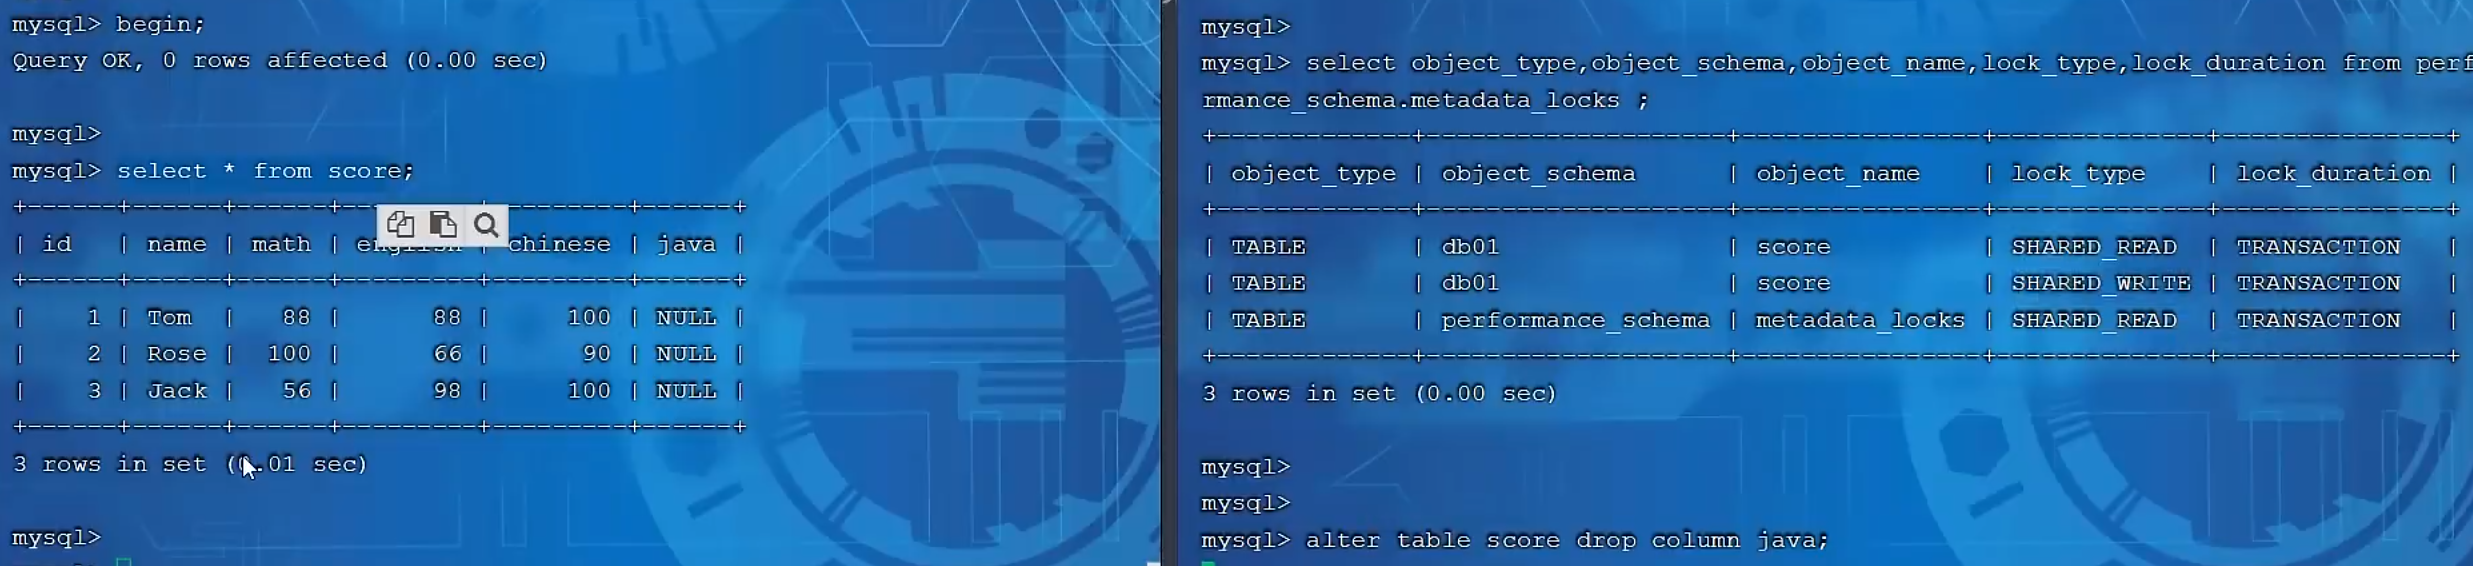 mysql> begin;
Query OK, 0 rows affected (0.00 sec)
mysql>
mysql> select * from score;
+------+------+------+---------+---------+------+
| id   | name | math | english | chinese | java |
+------+------+------+---------+---------+------+
|    1 | Tom  |   88 |      88 |     100 | NULL |
|    2 | Rose |  100 |      66 |      90 | NULL |
|    3 | Jack |   56 |      98 |     100 | NULL |
+------+------+------+---------+---------+------+
3 rows in set (0.01 sec)
mysql>
mysql>
mysql> select object_type,object_schema,object_name,lock_type,lock_duration from perf
rmance_schema.metadata_locks ;
+-------------+--------------------+----------------+--------------+---------------+
| object_type | object_schema      | object_name    | lock_type    | lock_duration |
+-------------+--------------------+----------------+--------------+---------------+
| TABLE       | db01               | score          | SHARED_READ  | TRANSACTION   |
| TABLE       | db01               | score          | SHARED_WRITE | TRANSACTION   |
| TABLE       | performance_schema | metadata_locks | SHARED_READ  | TRANSACTION   |
+-------------+--------------------+----------------+--------------+---------------+
3 rows in set (0.00 sec)
mysql>
mysql>
mysql> alter table score drop column java;